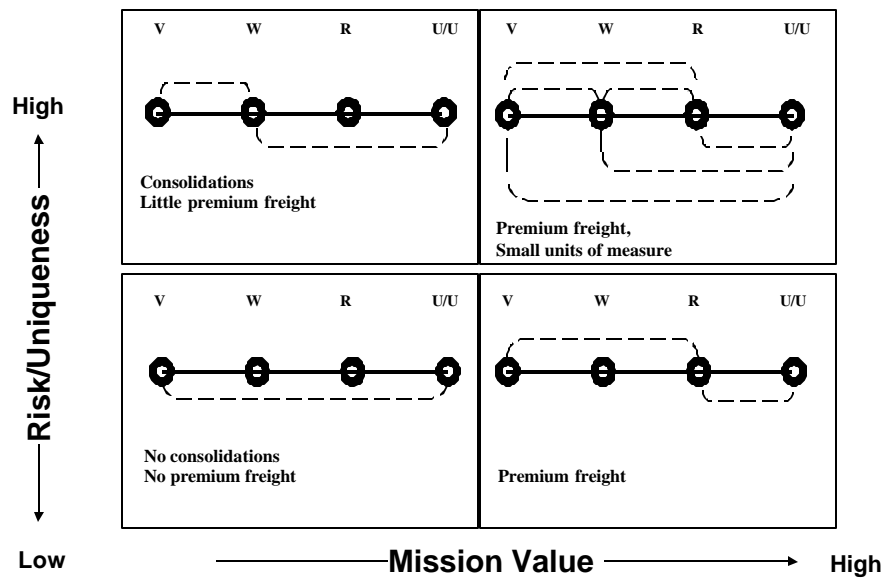 V W R U/U
V W R U/U
High
Consolidations
Little premium freight
Premium freight,
Small units of measure
Risk/Uniqueness
V W R U/U
V W R U/U
No consolidations
No premium freight
Premium freight
Low
Mission Value
High